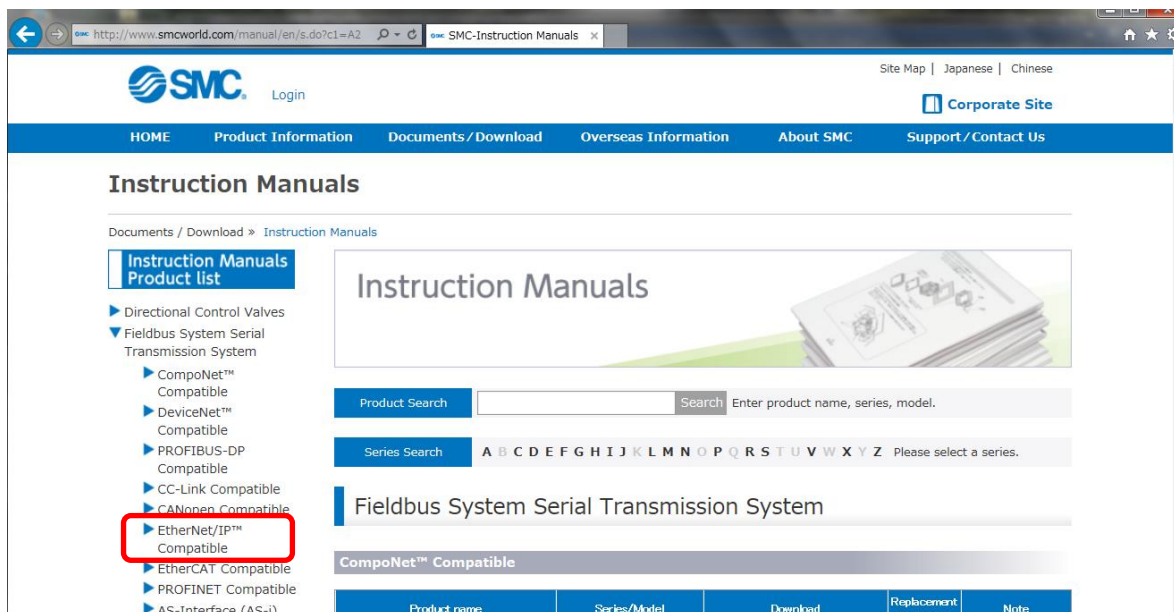 http://www.smcworld.com/manual/en/s.do?c1=A2
SMC-Instruction Manuals
Site Map | Japanese | Chinese
SMC.
Login
Corporate Site
HOME
Product Information
Documents/Download
Overseas Information
About SMC
Support/Contact Us
Instruction Manuals
Documents / Download » Instruction Manuals
Instruction Manuals
Product list
Directional Control Valves
Fieldbus System Serial
Transmission System
CompoNet™
Compatible
DeviceNet™
Compatible
PROFIBUS-DP
Compatible
CC-Link Compatible
CANopen Compatible
EtherNet/IP™
Compatible
EtherCAT Compatible
PROFINET Compatible
AS-Interface (AS-i)
Instruction Manuals
Product Search
Search
Enter product name, series, model.
Series Search
A B C D E F G H I J K L M N O P Q R S T U V W X Y Z Please select a series.
Fieldbus System Serial Transmission System
CompoNet™ Compatible
Product name
Series/Model
Download
Replacement
Note